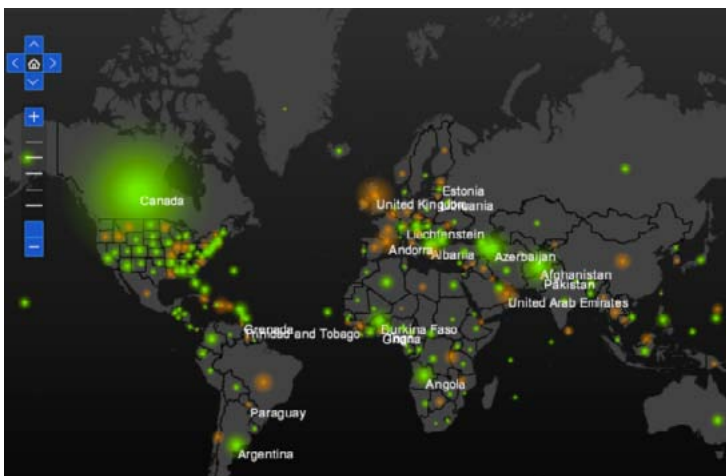 Canada
Estonia
United Kingdom
Lithuania
Liechtenstein
Andorra
Albania
Azerbaijan
Afghanistan
Pakistan
United Arab Emirates
Grenada
Trinidad and Tobago
Burkina Faso
Ghana
Angola
Paraguay
Argentina